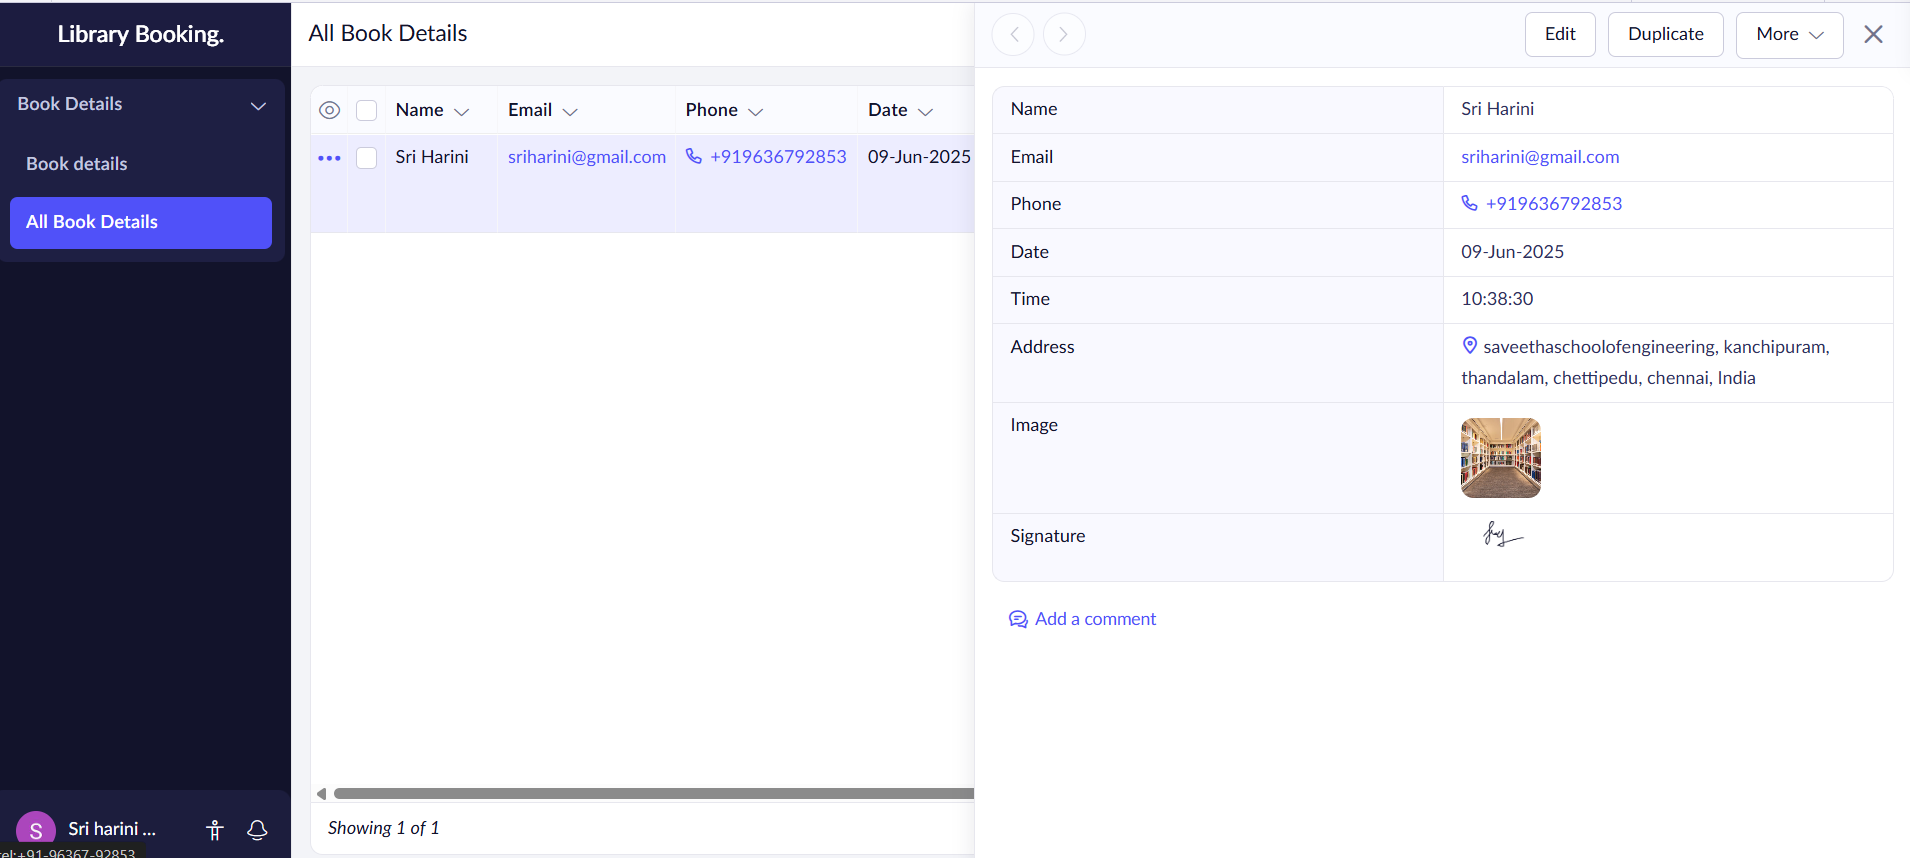 Library Booking.
Book Details
Book details
All Book Details
S
Sri harini ...
tel:+91-96367-92853
All Book Details
Name
Email
Phone
Date
Sri Harini
sriharini@gmail.com
+919636792853
09-Jun-2025
Showing 1 of 1
Edit
Duplicate
More
Name
Sri Harini
Email
sriharini@gmail.com
Phone
+919636792853
Date
09-Jun-2025
Time
10:38:30
Address
saveethaschoolofengineering, kanchipuram,
thandalam, chettipedu, chennai, India
Image
Signature
Add a comment